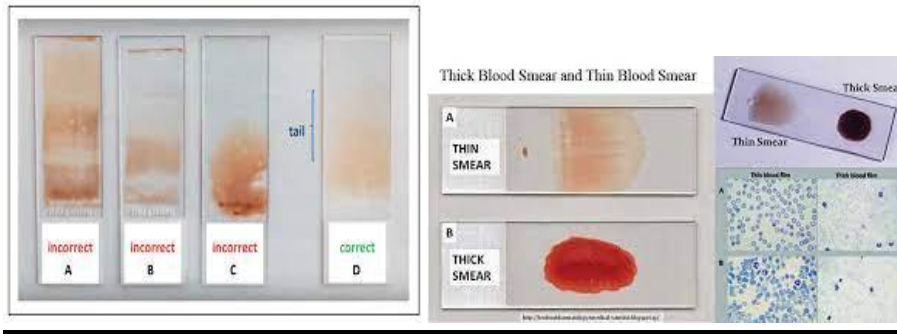 tail
incorrect
A
incorrect
B
incorrect
C
correct
D
Thick Blood Smear and Thin Blood Smear
A
THIN
SMEAR
B
THICK
SMEAR
Thick Smea
Thin Smear
Thin blood film
Thick blood film
A
B